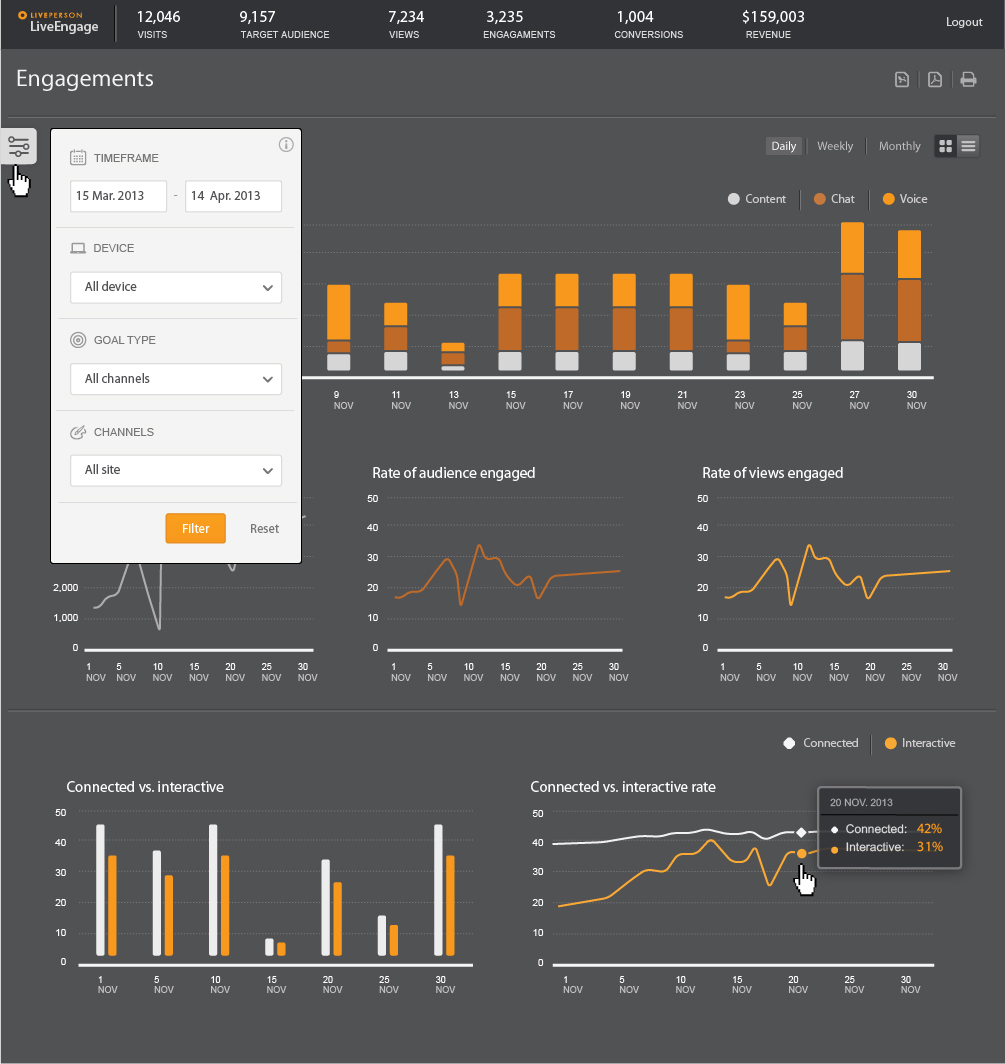 LIVEPERSON
LiveEngage
12,046
VISITS
9,157
TARGET AUDIENCE
7,234
VIEWS
3,235
ENGAGAMENTS
1,004
CONVERSIONS
$159,003
REVENUE
Logout
Engagements
TIMEFRAME
15 Mar. 2013 - 14 Apr. 2013
DEVICE
All device
GOAL TYPE
All channels
CHANNELS
All site
Filter Reset
Daily Weekly Monthly
Content Chat Voice
9 11 13 15 17 19 21 23 25 27 30
NOV NOV NOV NOV NOV NOV NOV NOV NOV NOV NOV
2,000
1,000
0
1 5 10 15 20 25 30
NOV NOV NOV NOV NOV NOV NOV
Rate of audience engaged
50
40
30
20
10
0
1 5 10 15 20 25 30
NOV NOV NOV NOV NOV NOV NOV
Rate of views engaged
50
40
30
20
10
0
1 5 10 15 20 25 30
NOV NOV NOV NOV NOV NOV NOV
Connected Interactive
Connected vs. interactive
50
40
30
20
10
0
1 5 10 15 20 25 30
NOV NOV NOV NOV NOV NOV NOV
Connected vs. interactive rate
50
40
30
20
10
0
1 5 10 15 20 25 30
NOV NOV NOV NOV NOV NOV NOV
20 NOV. 2013
Connected: 42%
Interactive: 31%